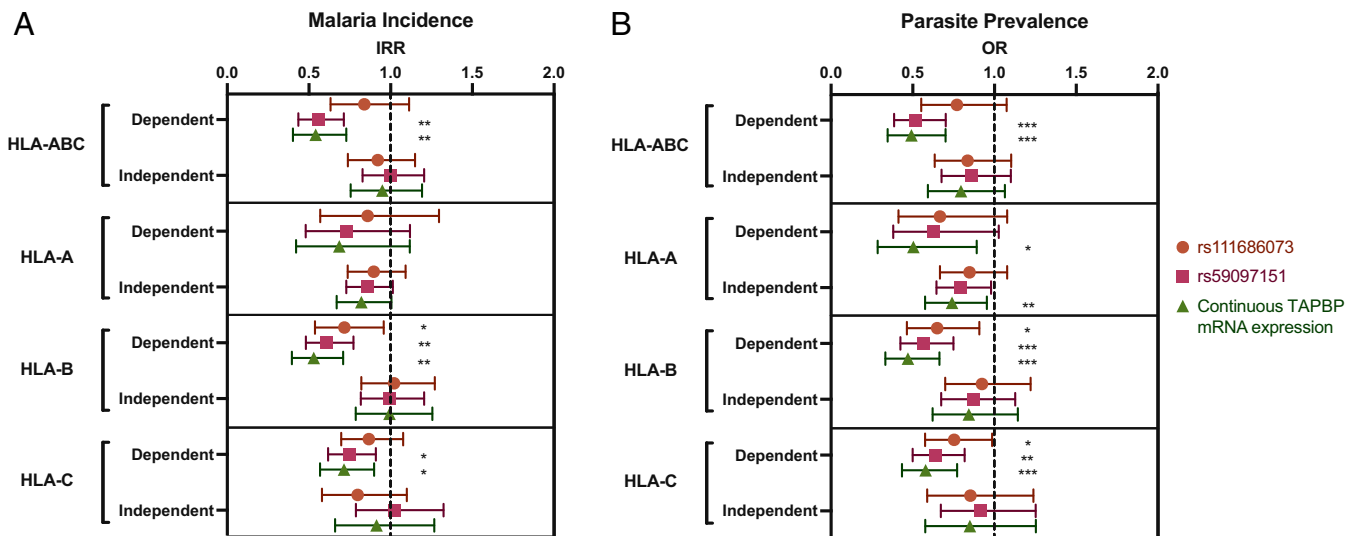 A
Malaria Incidence
IRR
0.0 0.5 1.0 1.5 2.0
HLA-ABC
Dependent
**
**
Independent
HLA-A
Dependent
Independent
HLA-B
Dependent
*
**
**
Independent
HLA-C
Dependent
*
*
Independent
B
Parasite Prevalence
OR
0.0 0.5 1.0 1.5 2.0
HLA-ABC
Dependent
***
***
Independent
HLA-A
Dependent
*
Independent
**
HLA-B
Dependent
*
***
***
Independent
HLA-C
Dependent
*
**
***
Independent
rs111686073
rs59097151
Continuous TAPBP
mRNA expression